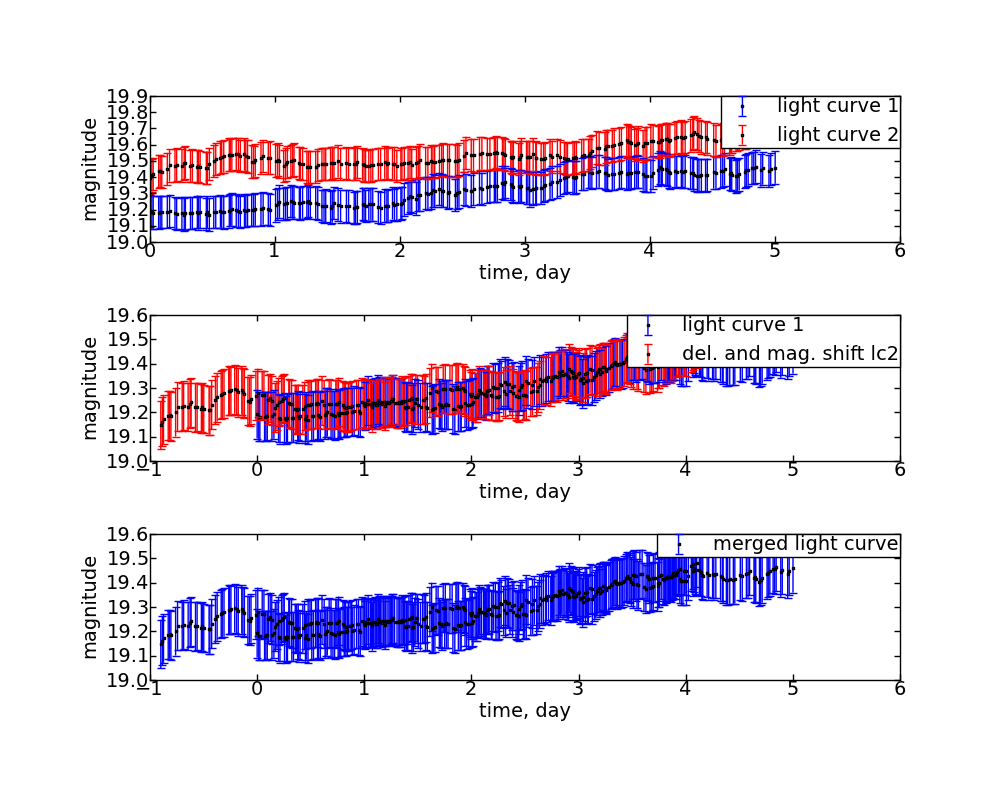 19.9
19.8
19.7
19.6
19.5
19.4
19.3
19.2
19.1
19.0
magnitude
light curve 1
light curve 2
0 1 2 3 4 5 6
time, day
19.6
19.5
19.4
19.3
19.2
19.1
19.0
magnitude
light curve 1
del. and mag. shift lc2
−1 0 1 2 3 4 5 6
time, day
19.6
19.5
19.4
19.3
19.2
19.1
19.0
magnitude
merged light curve
−1 0 1 2 3 4 5 6
time, day